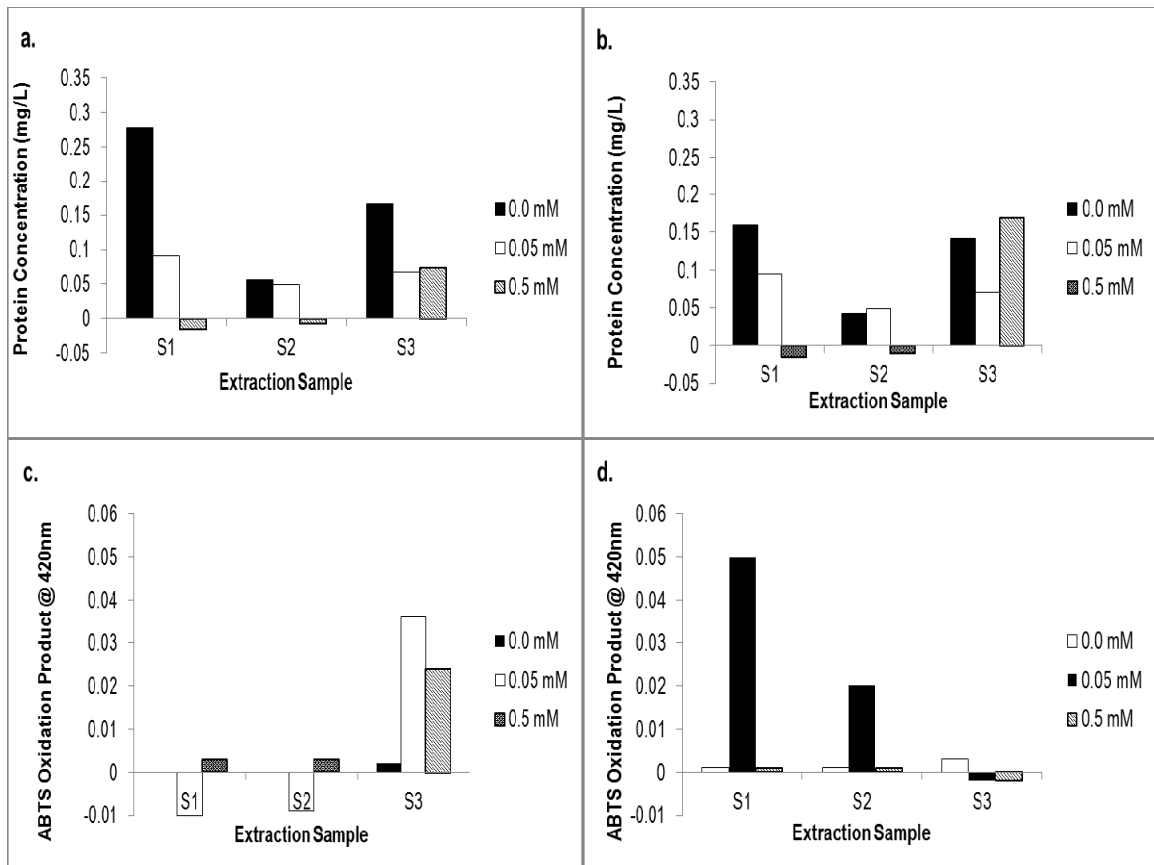 a.
Protein Concentration (mg/L)
0.35
0.3
0.25
0.2
0.15
0.1
0.05
0
-0.05
S1
S2
S3
Extraction Sample
0.0 mM
0.05 mM
0.5 mM
b.
Protein Concentration (mg/L)
0.35
0.3
0.25
0.2
0.15
0.1
0.05
0
-0.05
S1
S2
S3
Extraction Sample
0.0 mM
0.05 mM
0.5 mM
c.
ABTS Oxidation Product @ 420nm
0.06
0.05
0.04
0.03
0.02
0.01
0
-0.01
S1
S2
S3
Extraction Sample
0.0 mM
0.05 mM
0.5 mM
d.
ABTS Oxidation Product @ 420nm
0.06
0.05
0.04
0.03
0.02
0.01
0
-0.01
S1
S2
S3
Extraction Sample
0.0 mM
0.05 mM
0.5 mM